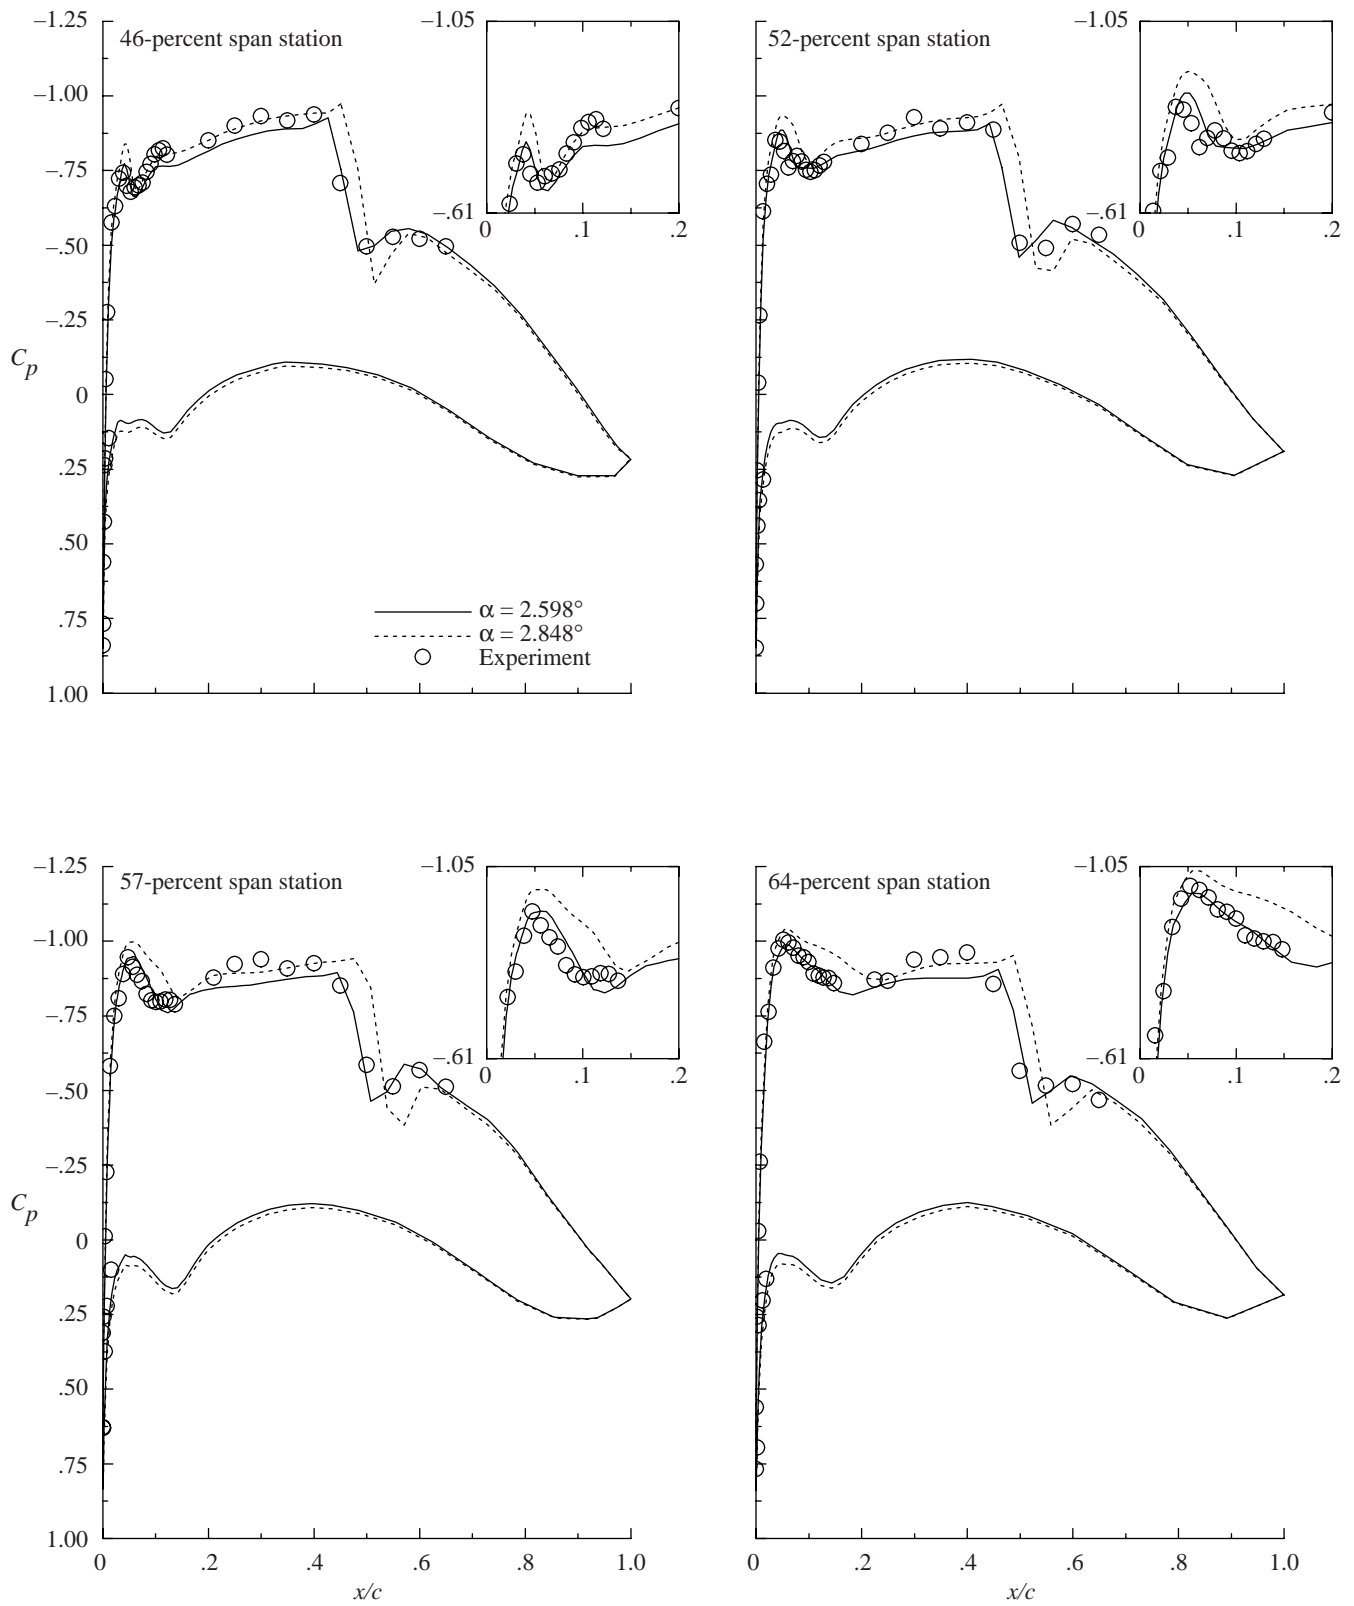 46-percent span station
–1.25
–1.00
–.75
–.50
–.25
0
.25
.50
.75
1.00
Cp
–1.05
–.61
0 .1 .2
α = 2.598°
α = 2.848°
Experiment
52-percent span station
–1.05
–.61
0 .1 .2
57-percent span station
–1.25
–1.00
–.75
–.50
–.25
0
.25
.50
.75
1.00
Cp
–1.05
–.61
0 .1 .2
0 .2 .4 .6 .8 1.0
x/c
64-percent span station
–1.05
–.61
0 .1 .2
0 .2 .4 .6 .8 1.0
x/c